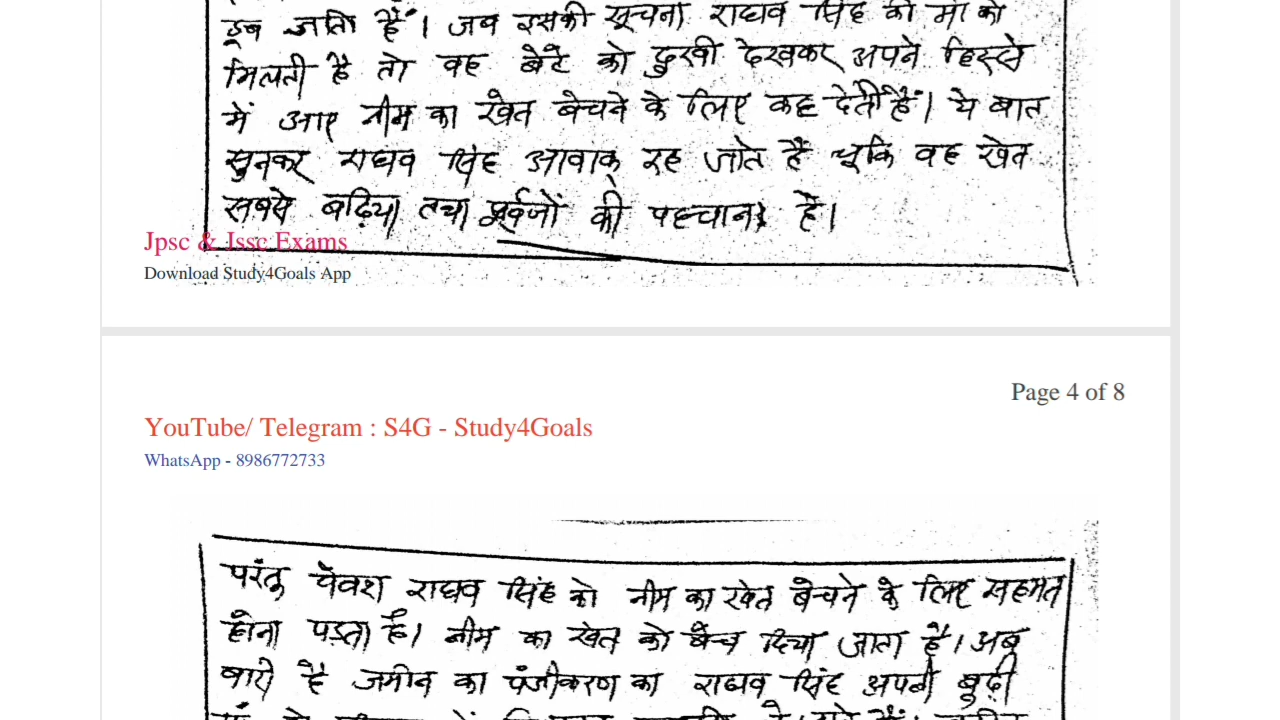 डूब जाती हैं। जब इसकी सूचना राघव सिंह की माँ को
मिलती है तो वह बेटे को दुखी देखकर अपने हिस्से
में आए नीम का खेत बेचने के लिए कह देती हैं। ये बात
सुनकर राघव सिंह आवाक् रह जाते हैं चूकि वह खेत
सबसे बढ़िया तथा पूर्वजों की पहचान है।
Jpsc & Jssc Exams
Download Study4Goals App
Page 4 of 8
YouTube/ Telegram : S4G - Study4Goals
WhatsApp - 8986772733
परंतु राघव सिंह को नीम का खेत बेचने के लिए सहमत
होना पड़ता है। नीम का खेत को बेंच दिया जाता है। अब
बारी है जमीन का पंजीकरण का राघव सिंह अपनी बुढ़ी